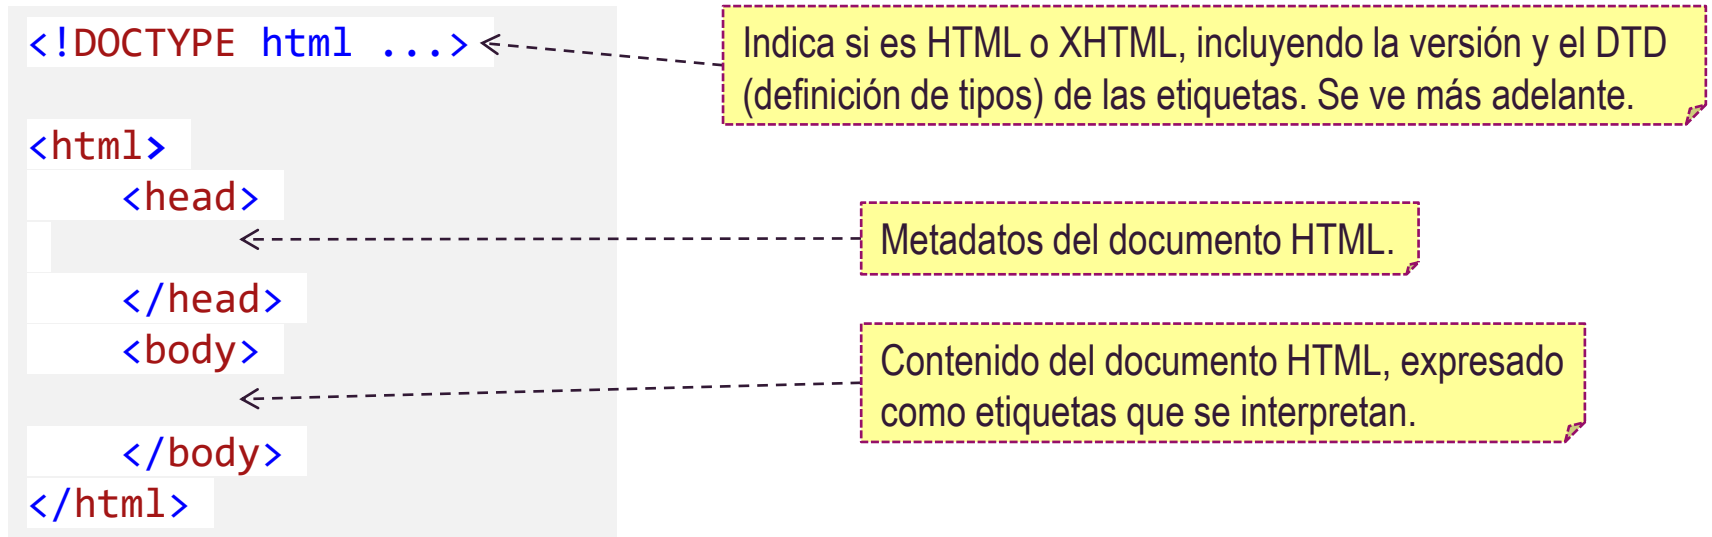 <!DOCTYPE html ...>
Indica si es HTML o XHTML, incluyendo la versión y el DTD
(definición de tipos) de las etiquetas. Se ve más adelante.
<html>
<head>
Metadatos del documento HTML.
</head>
<body>
Contenido del documento HTML, expresado
como etiquetas que se interpretan.
</body>
</html>